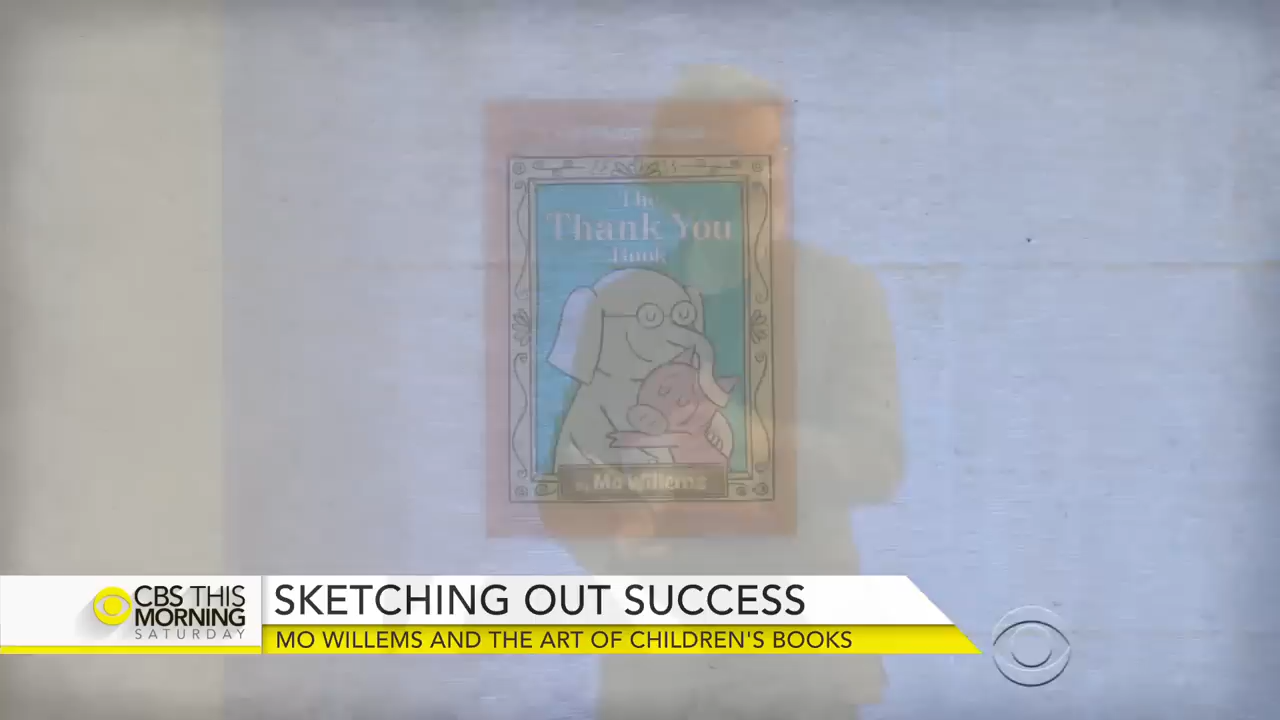 The
Thank You
Book
by Mo Willems
CBS THIS
MORNING
SATURDAY
SKETCHING OUT SUCCESS
MO WILLEMS AND THE ART OF CHILDREN'S BOOKS